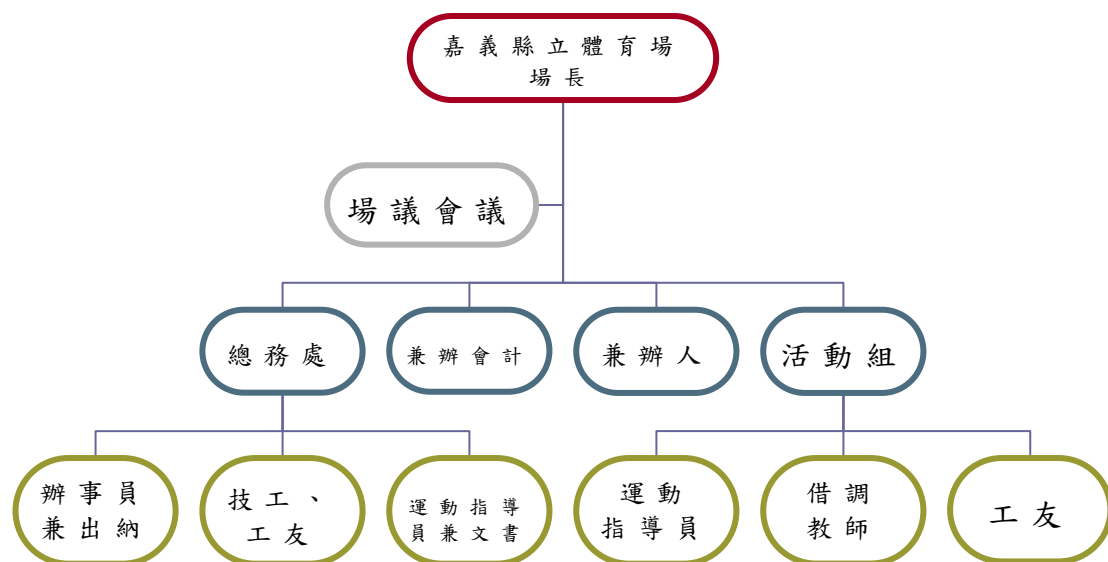 嘉義縣立體育場
場長
場議會議
總務處
兼辦會計
兼辦人
活動組
辦事員
兼出納
技工、
工友
運動指導
員兼文書
運動
指導員
借調
教師
工友